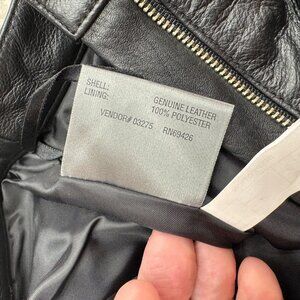 SHELL: GENUINE LEATHER
LINING: 100% POLYESTER
VENDOR# 03275 RN69426